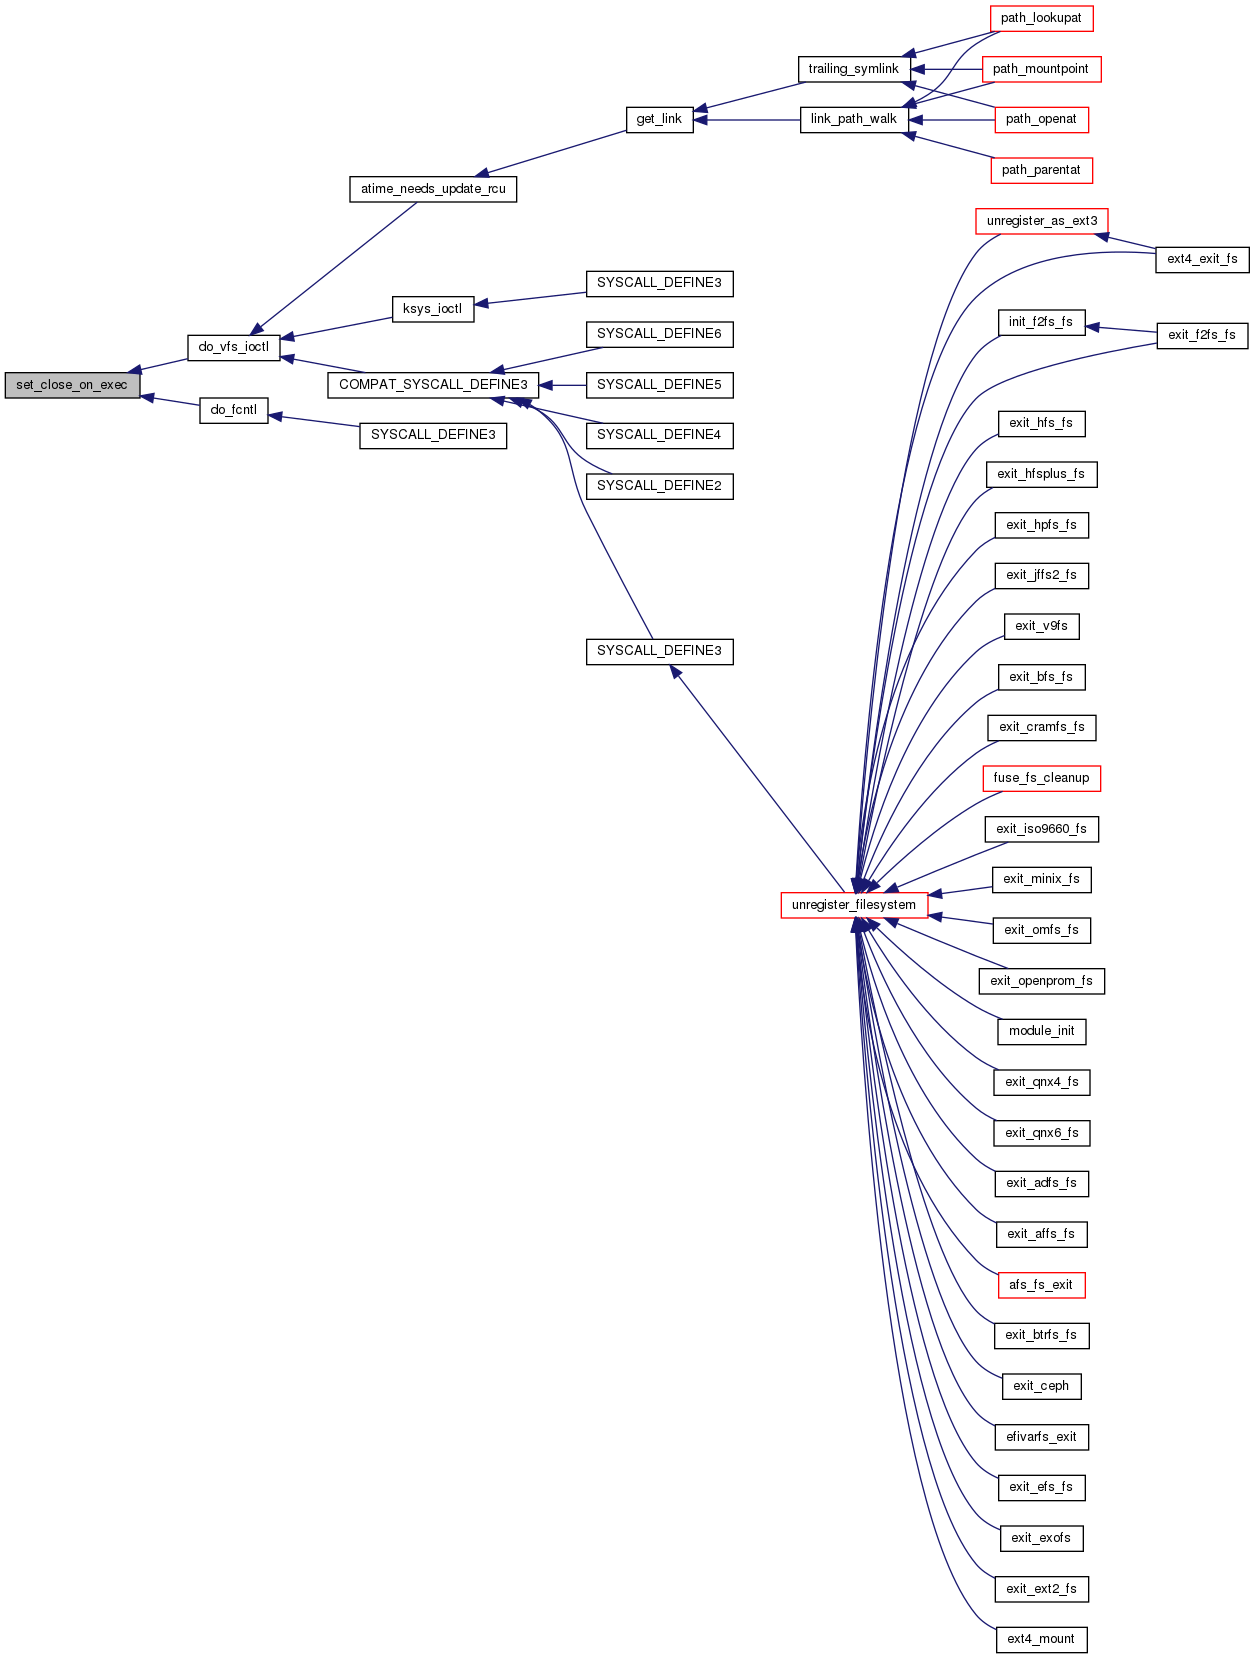 path_lookupat
trailing_symlink
path_mountpoint
get_link
link_path_walk
path_openat
path_parentat
atime_needs_update_rcu
unregister_as_ext3
ext4_exit_fs
SYSCALL_DEFINE3
ksys_ioctl
init_f2fs_fs
SYSCALL_DEFINE6
exit_f2fs_fs
do_vfs_ioctl
set_close_on_exec
COMPAT_SYSCALL_DEFINE3
SYSCALL_DEFINE5
do_fcntl
exit_hfs_fs
SYSCALL_DEFINE3
SYSCALL_DEFINE4
exit_hfsplus_fs
SYSCALL_DEFINE2
exit_hpfs_fs
exit_jffs2_fs
exit_v9fs
SYSCALL_DEFINE3
exit_bfs_fs
exit_cramfs_fs
fuse_fs_cleanup
exit_iso9660_fs
exit_minix_fs
unregister_filesystem
exit_omfs_fs
exit_openprom_fs
module_init
exit_qnx4_fs
exit_qnx6_fs
exit_adfs_fs
exit_affs_fs
afs_fs_exit
exit_btrfs_fs
exit_ceph
efivarfs_exit
exit_efs_fs
exit_exofs
exit_ext2_fs
ext4_mount